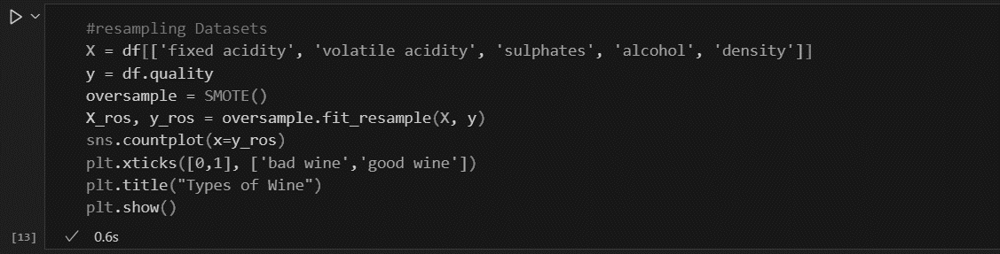 #resampling Datasets
X = df[['fixed acidity', 'volatile acidity', 'sulphates', 'alcohol', 'density']]
y = df.quality
oversample = SMOTE()
X_ros, y_ros = oversample.fit_resample(X, y)
sns.countplot(x=y_ros)
plt.xticks([0,1], ['bad wine','good wine'])
plt.title("Types of Wine")
plt.show()
[13] 0.6s